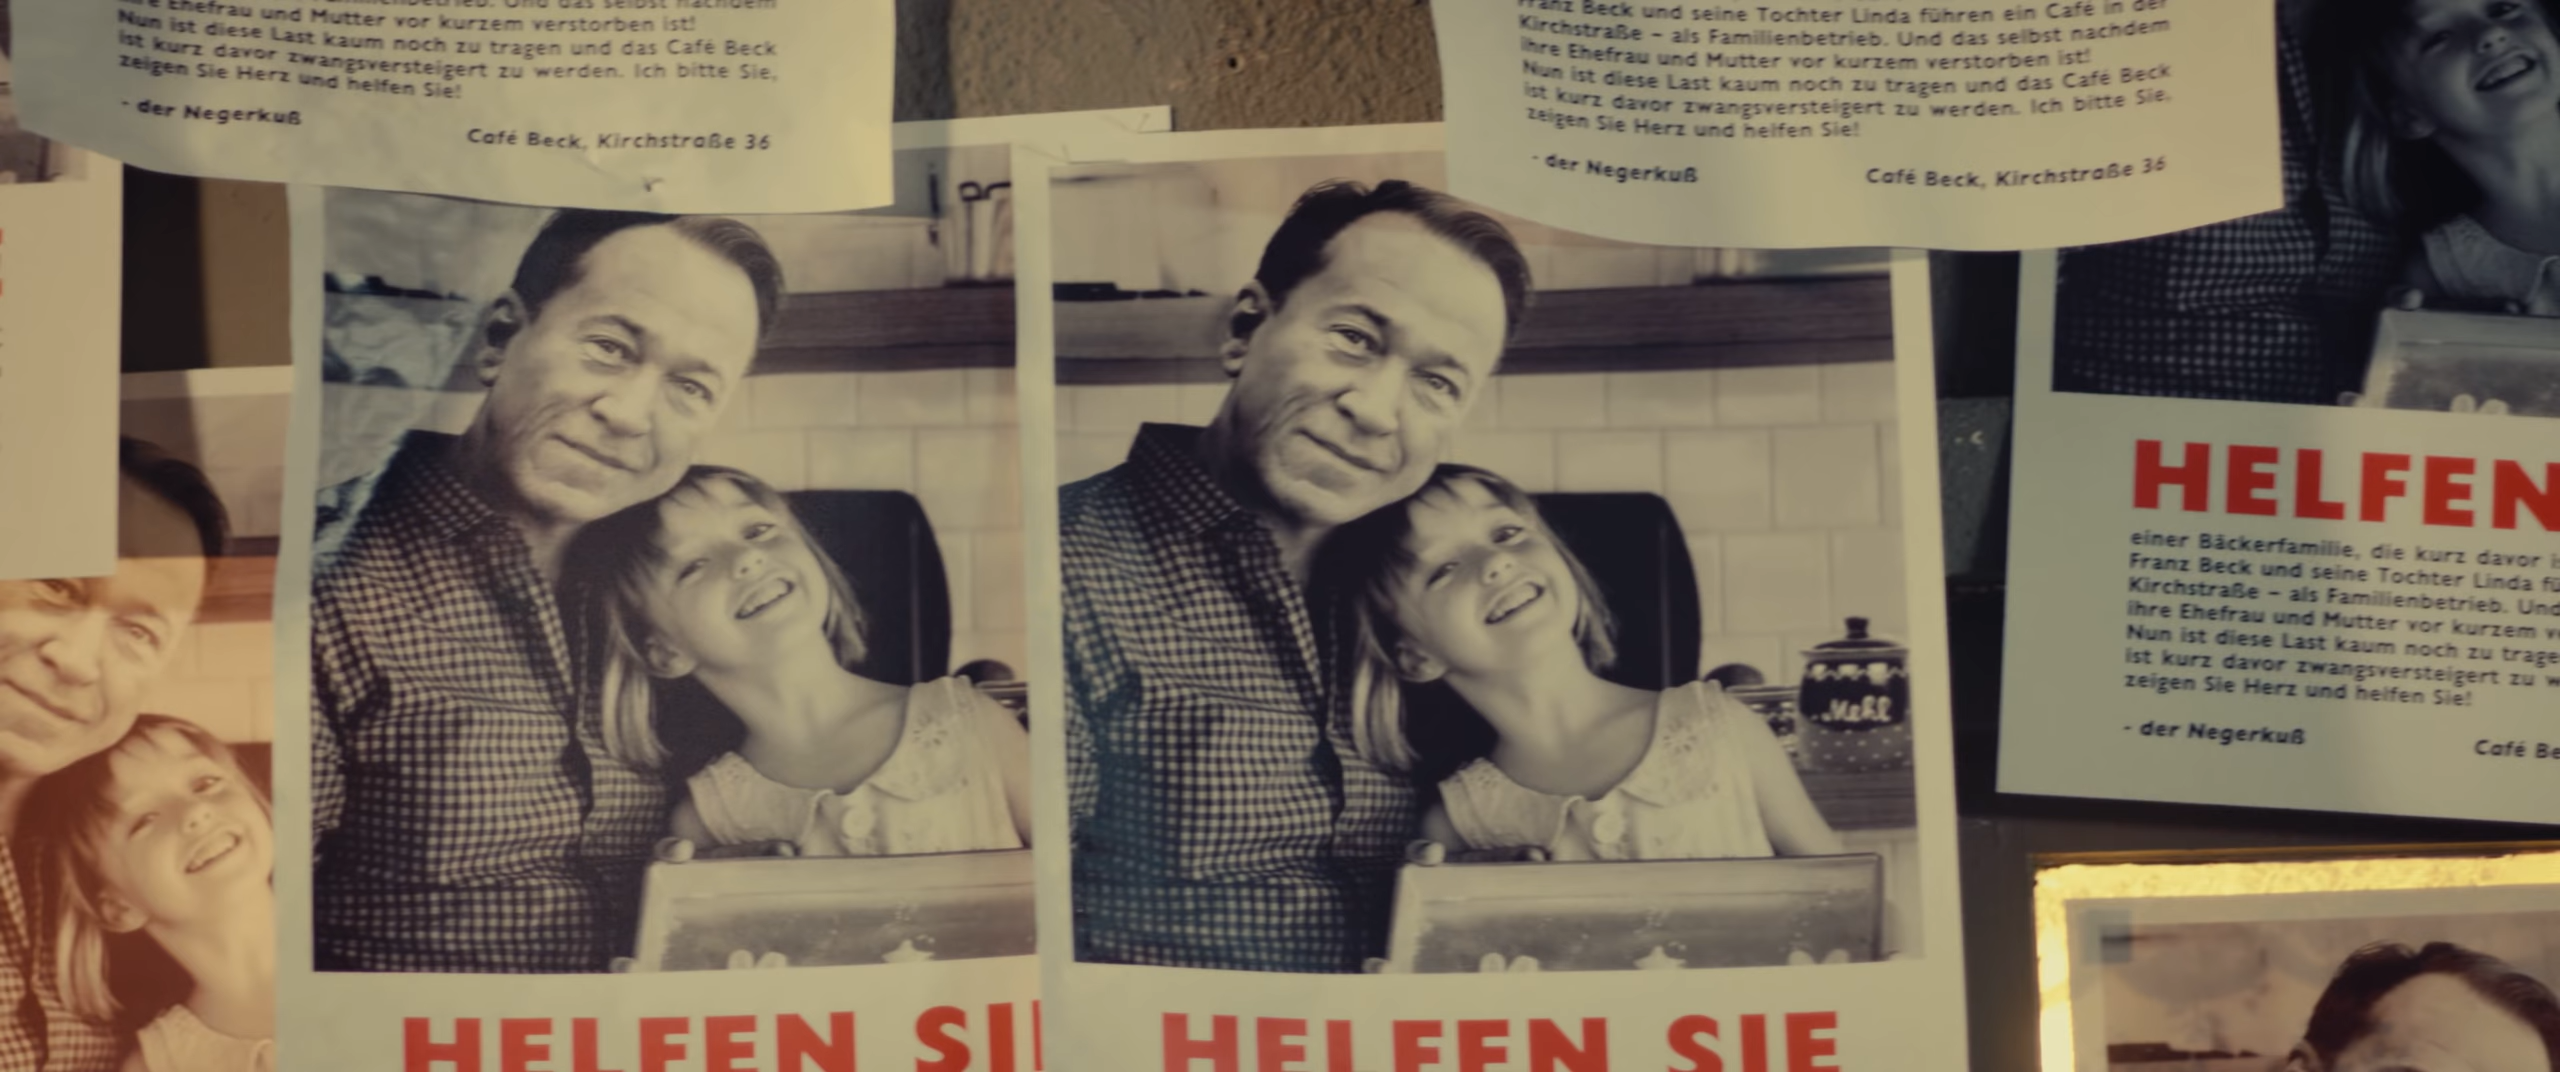 Ehefrau und Mutter vor kurzem verstorben ist!
Nun ist diese Last kaum noch zu tragen und das Café Beck
ist kurz davor zwangsversteigert zu werden. Ich bitte Sie,
zeigen Sie Herz und helfen Sie!
- der Negerkuß
Café Beck, Kirchstraße 36
Franz Beck und seine Tochter Linda führen ein Café in der
Kirchstraße – als Familienbetrieb. Und das selbst nachdem
ihre Ehefrau und Mutter vor kurzem verstorben ist!
Nun ist diese Last kaum noch zu tragen und das Café Beck
ist kurz davor zwangsversteigert zu werden. Ich bitte Sie,
zeigen Sie Herz und helfen Sie!
- der Negerkuß
Café Beck, Kirchstraße 36
Mehl
HELFEN SIE
HELFEN SIE
HELFEN
einer Bäckerfamilie, die kurz davor
Franz Beck und seine Tochter Linda
Kirchstraße – als Familienbetrieb. Und
ihre Ehefrau und Mutter vor kurzem
Nun ist diese Last kaum noch zu
ist kurz davor zwangsversteigert zu
zeigen Sie Herz und helfen Sie!
- der Negerkuß
Café